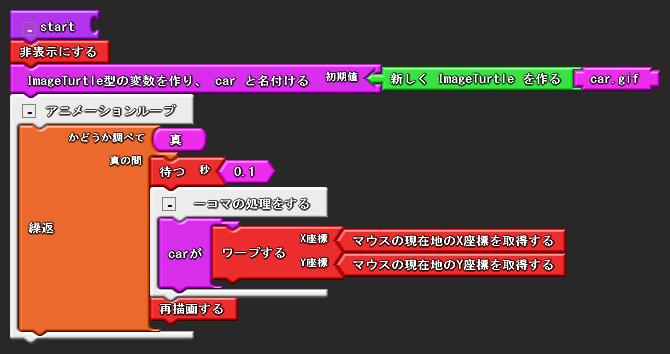 start
非表示にする
ImageTurtle型の変数を作り、 car と名付ける 初期値 新しく ImageTurtle を作る car.gif
アニメーションループ
かどうか調べて 真
真の間 待つ 秒 0.1
一コマの処理をする
繰返
carが ワープする X座標 マウスの現在地のX座標を取得する
Y座標 マウスの現在地のY座標を取得する
再描画する